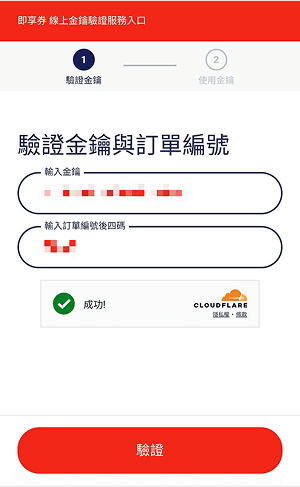 即享券 線上金鑰驗證服務入口
1
2
驗證金鑰
使用金鑰
驗證金鑰與訂單編號
輸入金鑰
輸入訂單編號後四碼
成功!
CLOUDFLARE
隱私權 • 條款
驗證